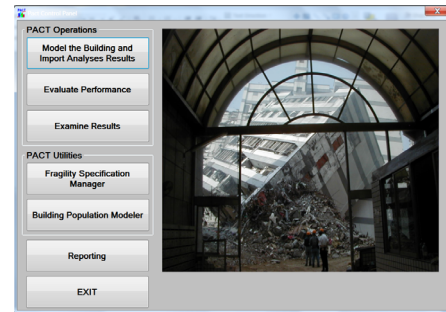 PACT
PACT Operations
Model the Building and
Import Analyses Results
Evaluate Performance
Examine Results
PACT Utilities
Fragility Specification
Manager
Building Population Modeler
Reporting
EXIT